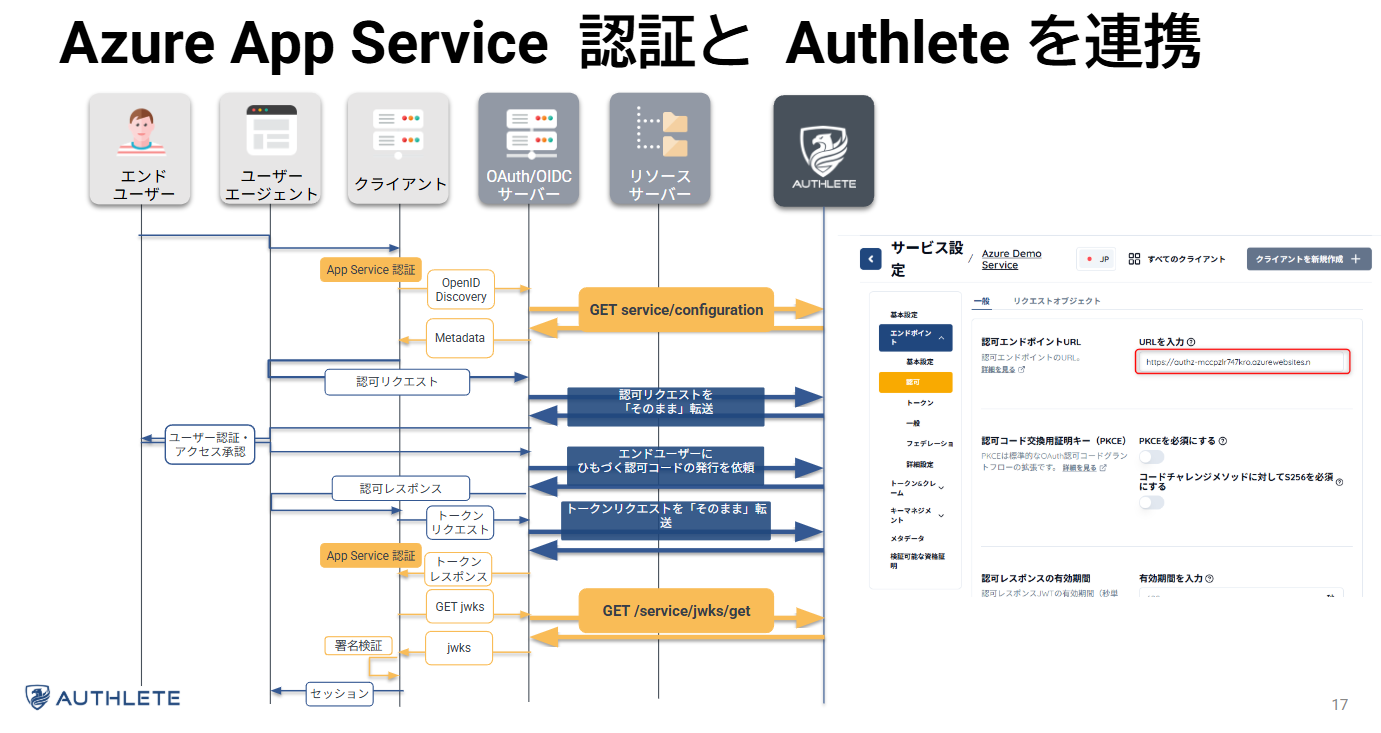 Azure App Service 認証と Authlete を連携
エンド
ユーザー
ユーザー
エージェント
クライアント
OAuth/OIDC
サーバー
リソース
サーバー
AUTHLETE
App Service 認証
OpenID
Discovery
GET service/configuration
Metadata
認可リクエスト
認可リクエストを
「そのまま」転送
ユーザー認証・
アクセス承認
エンドユーザーに
ひもづく認可コードの発行を依頼
認可レスポンス
トークン
リクエスト
トークンリクエストを「そのまま」転
送
App Service 認証
トークン
レスポンス
GET jwks
GET /service/jwks/get
署名検証
jwks
セッション
サービス設
定
/
Azure Demo
Service
JP
すべてのクライアント
クライアントを新規作成
基本設定
エンドポイン
ト
基本設定
認可
トークン
一般
フェデレーショ
詳細設定
トークン&クレ
ーム
キーマネジメ
ント
メタデータ
検証可能な資格証
明
一般
リクエストオブジェクト
認可エンドポイントURL
認可エンドポイントのURL。
詳細を見る
URLを入力
https://authz-mccpzlr747kro.azurewebsites.n
認可コード交換用証明キー（PKCE）
PKCEは標準的なOAuth認可コードグラン
トフローの拡張です。 詳細を見る
PKCEを必須にする
コードチャレンジメソッドに対してS256を必須
にする
認可レスポンスの有効期間
認可レスポンスJWTの有効期間（秒単
有効期間を入力
AUTHLETE
17